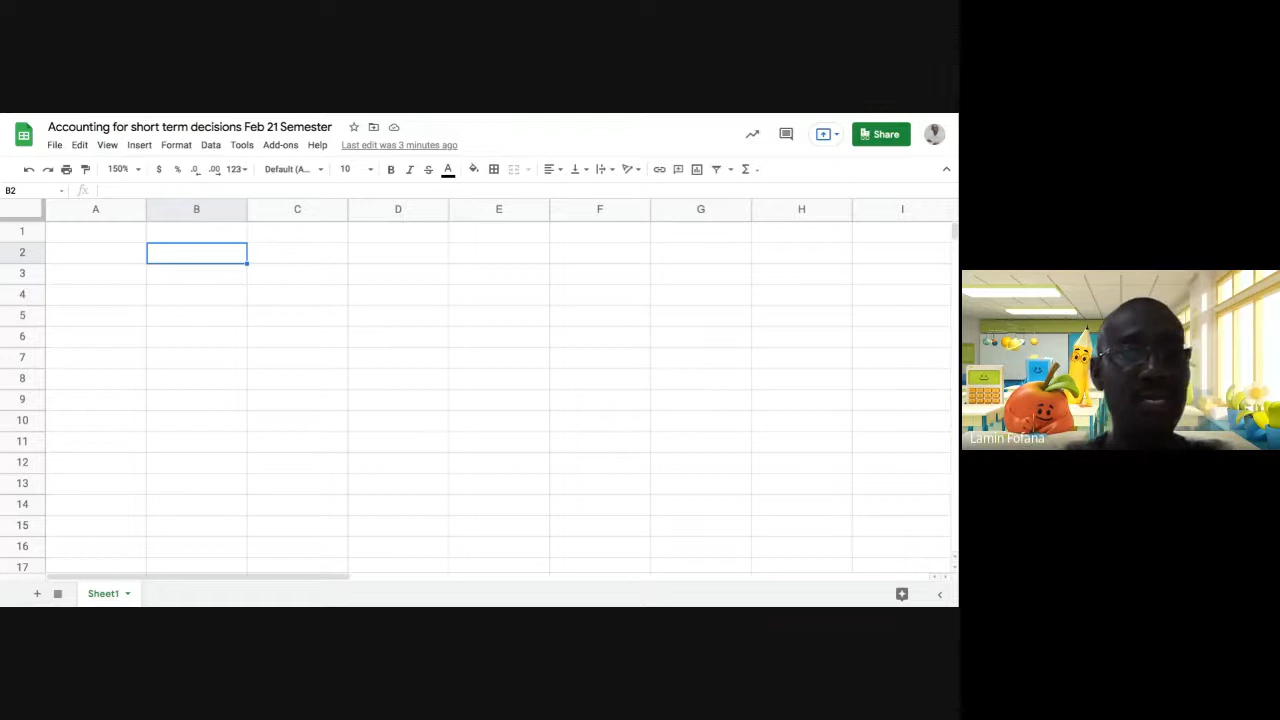 Accounting for short term decisions Feb 21 Semester
File Edit View Insert Format Data Tools Add-ons Help Last edit was 3 minutes ago
Share
150% $ % .0 .00 123 Default (A... 10 B I S A
B2 fx
A B C D E F G H I
1
2
3
4
5
6
7
8
9
10
11
12
13
14
15
16
17
Sheet1
Lamin Fofana